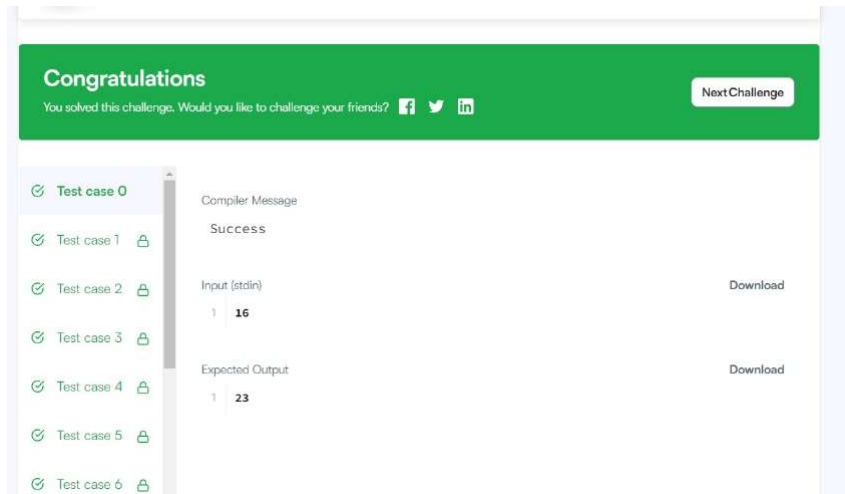 Congratulations
You solved this challenge. Would you like to challenge your friends?
Next Challenge
Test case 0
Test case 1
Test case 2
Test case 3
Test case 4
Test case 5
Test case 6
Compiler Message
Success
Input (stdin)
Download
1 16
Expected Output
Download
1 23